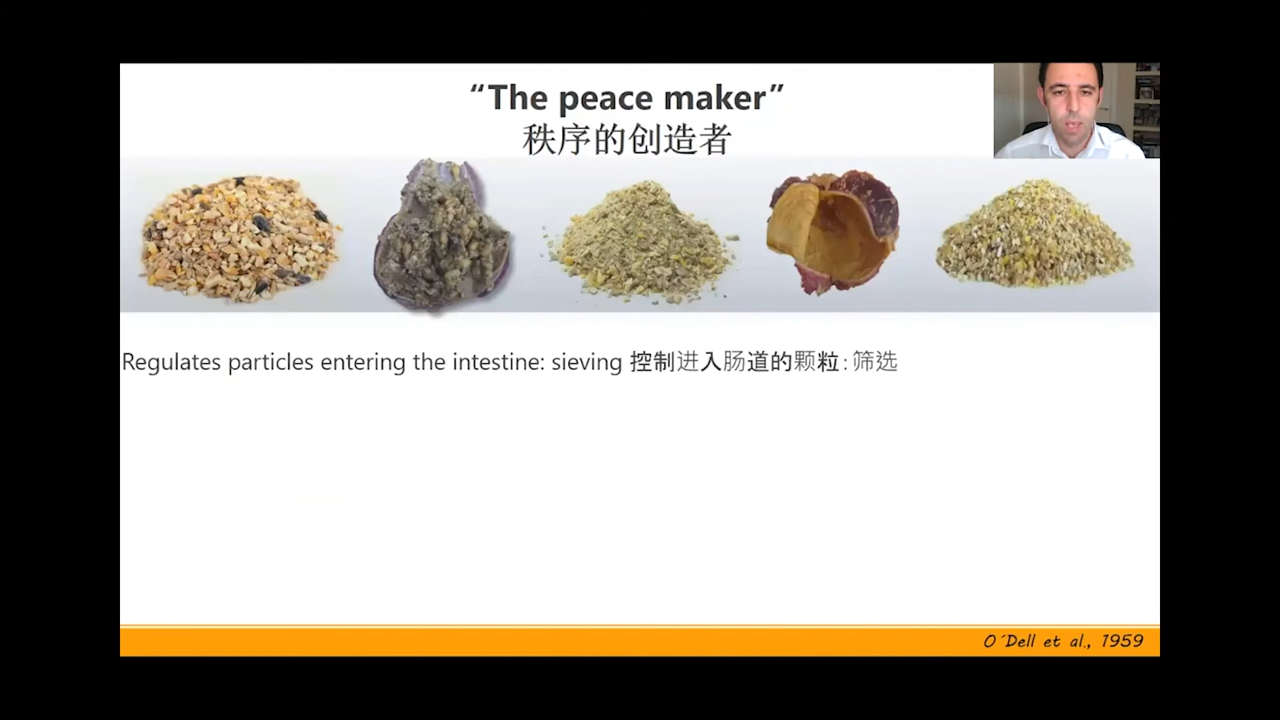 “The peace maker”
秩序的创造者
Regulates particles entering the intestine: sieving 控制进入肠道的颗粒: 筛选
O´Dell et al., 1959